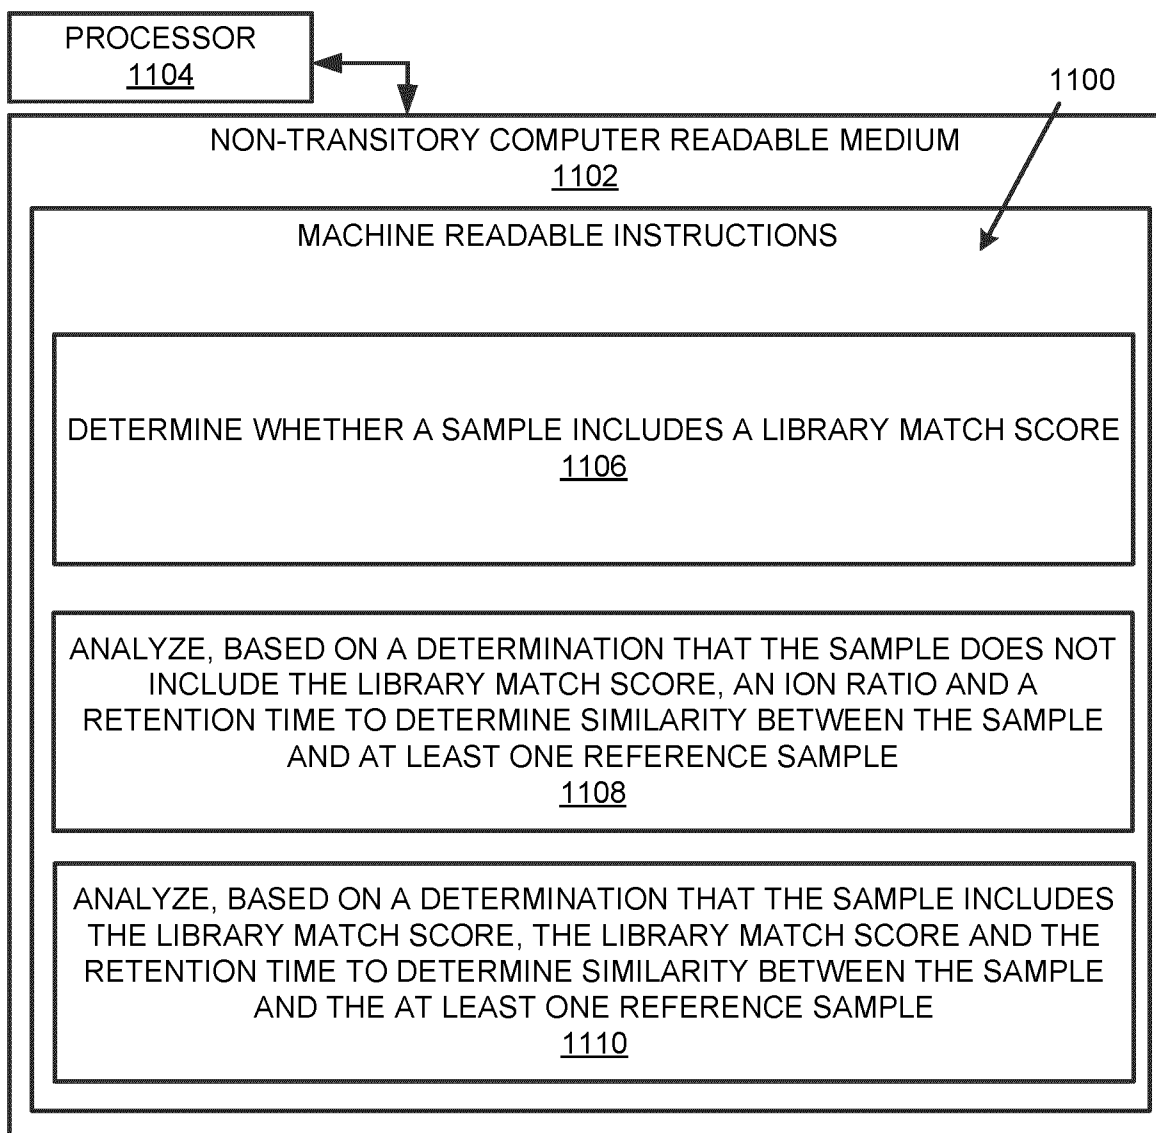 PROCESSOR
1104
1100
NON-TRANSITORY COMPUTER READABLE MEDIUM
1102
MACHINE READABLE INSTRUCTIONS
DETERMINE WHETHER A SAMPLE INCLUDES A LIBRARY MATCH SCORE
1106
ANALYZE, BASED ON A DETERMINATION THAT THE SAMPLE DOES NOT
INCLUDE THE LIBRARY MATCH SCORE, AN ION RATIO AND A
RETENTION TIME TO DETERMINE SIMILARITY BETWEEN THE SAMPLE
AND AT LEAST ONE REFERENCE SAMPLE
1108
ANALYZE, BASED ON A DETERMINATION THAT THE SAMPLE INCLUDES
THE LIBRARY MATCH SCORE, THE LIBRARY MATCH SCORE AND THE
RETENTION TIME TO DETERMINE SIMILARITY BETWEEN THE SAMPLE
AND THE AT LEAST ONE REFERENCE SAMPLE
1110